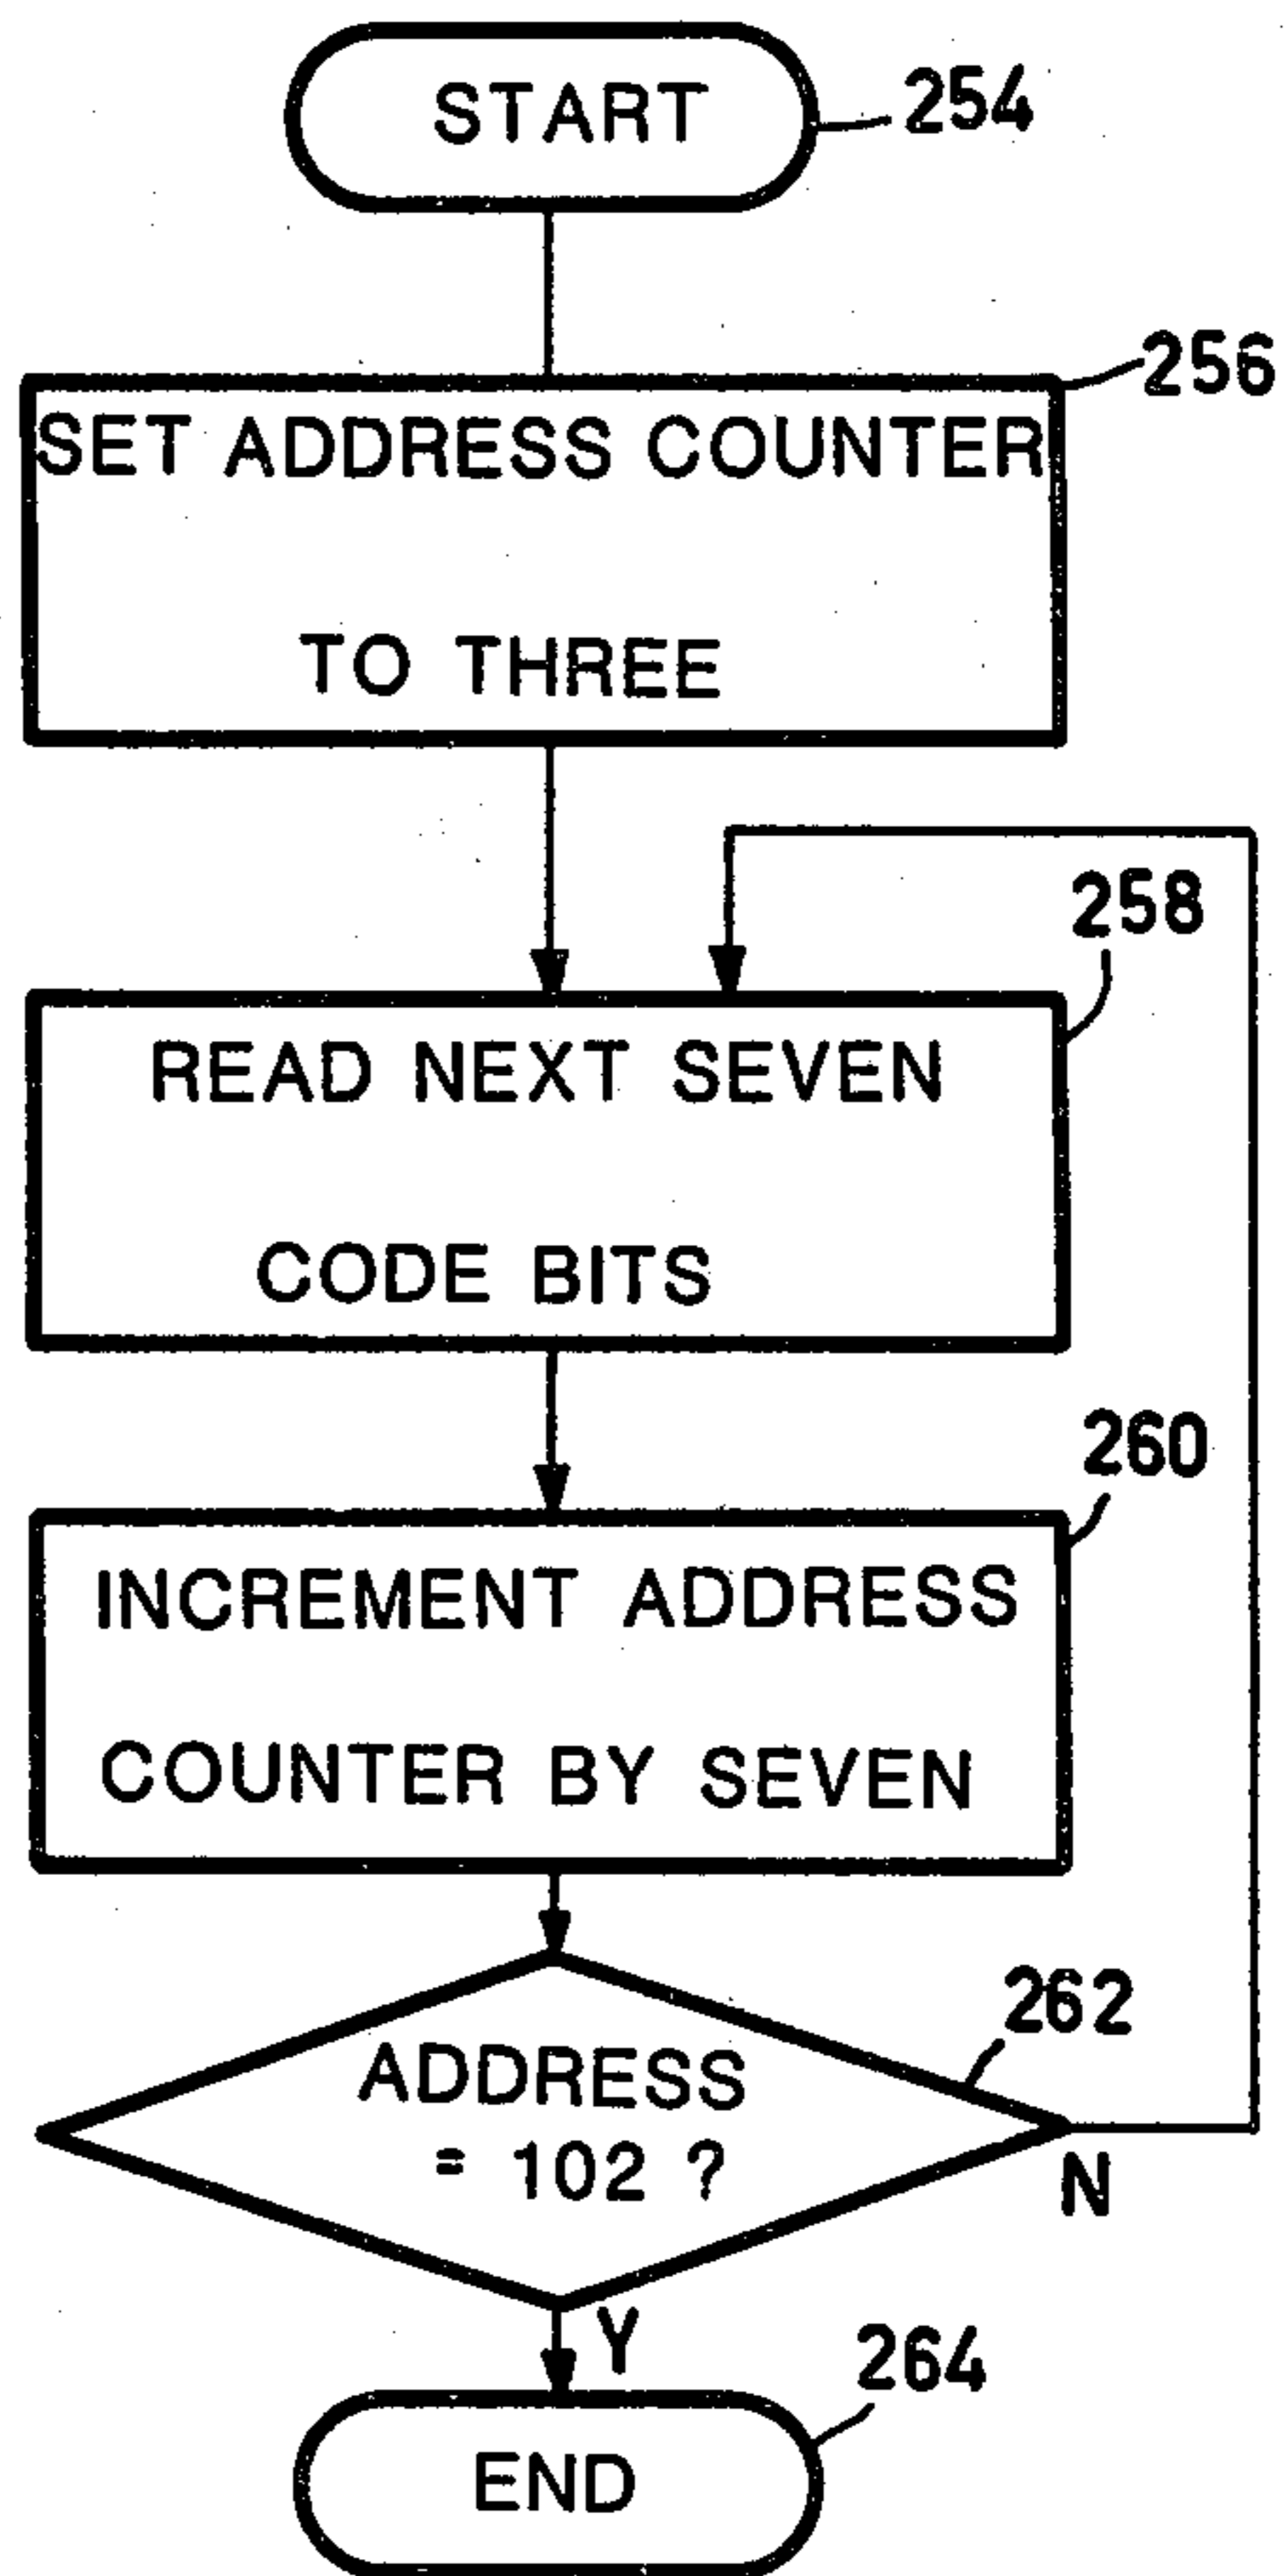 START
254
256
SET ADDRESS COUNTER
TO THREE
258
READ NEXT SEVEN
CODE BITS
260
INCREMENT ADDRESS
COUNTER BY SEVEN
262
ADDRESS
= 102 ?
N
Y
264
END